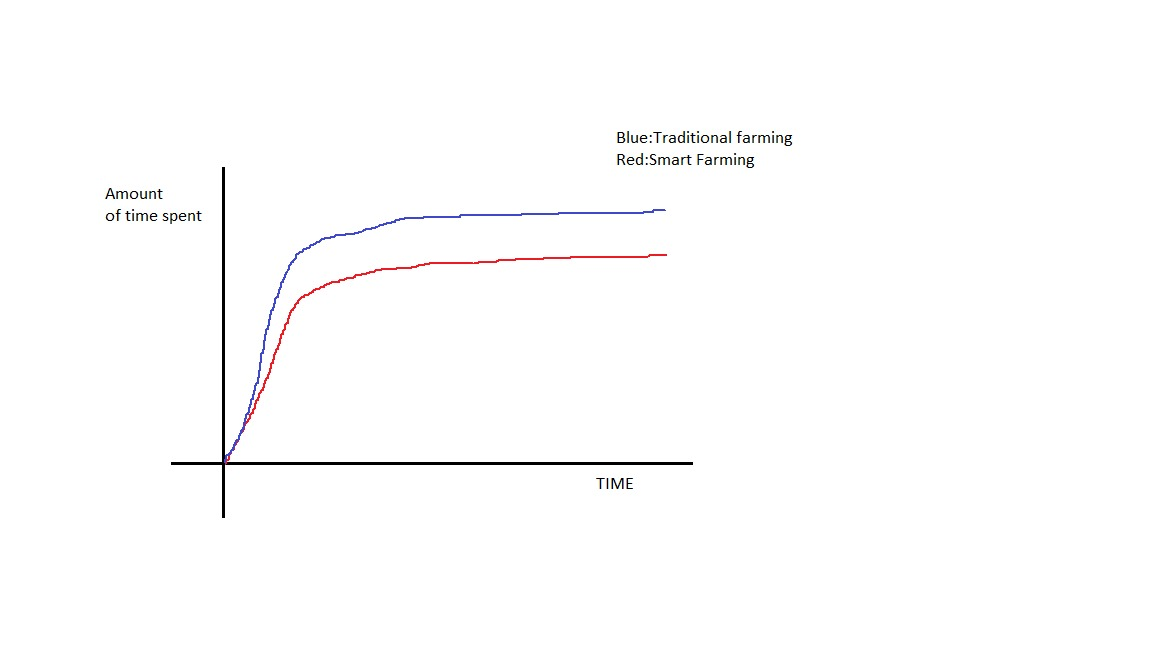 Blue:Traditional farming
Red:Smart Farming
Amount
of time spent
TIME